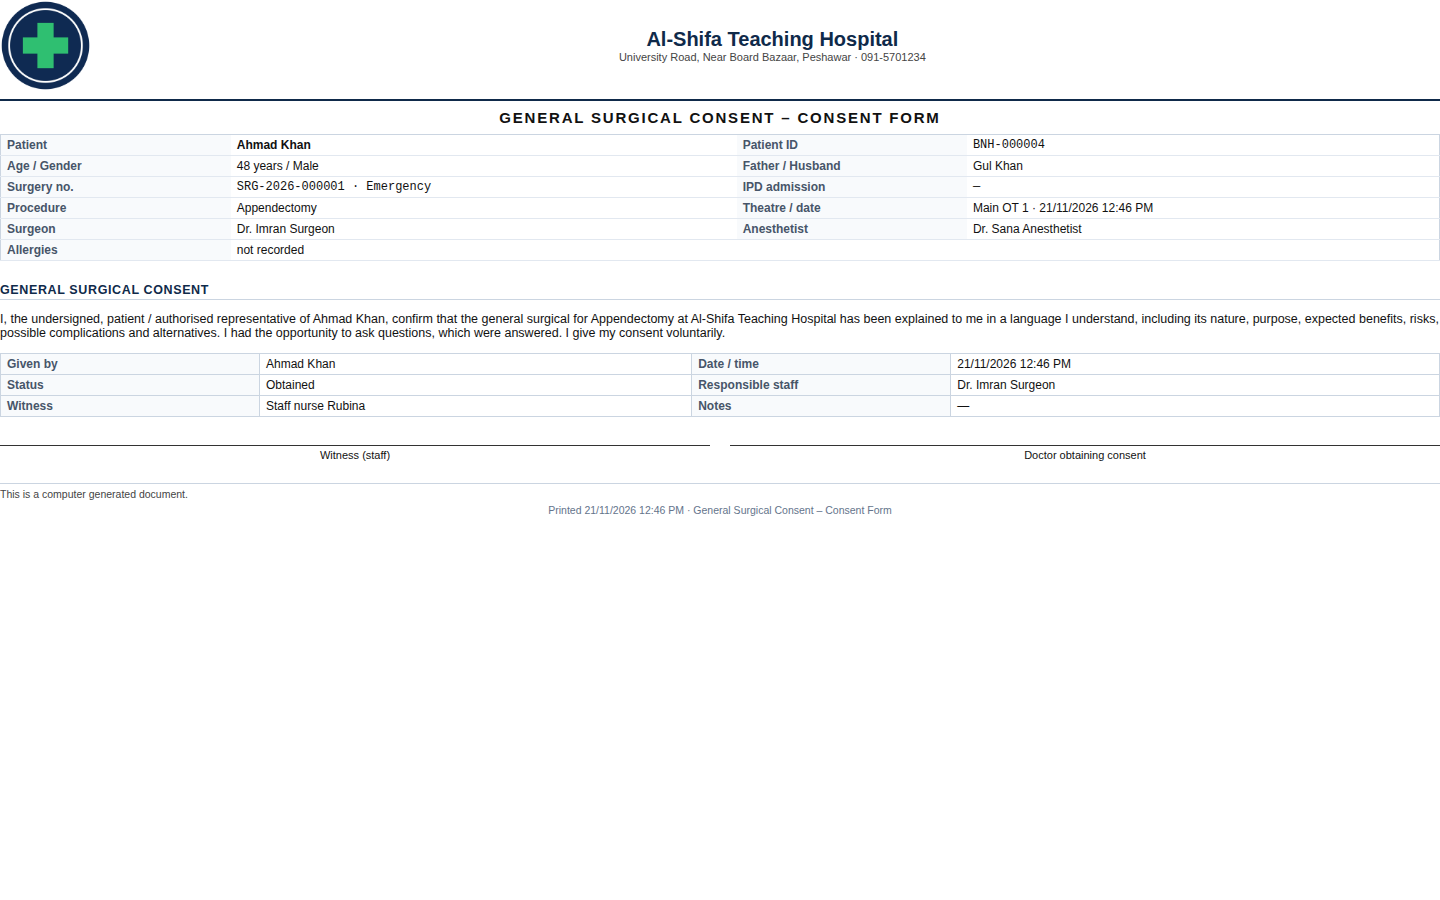 Al-Shifa Teaching Hospital
University Road, Near Board Bazaar, Peshawar · 091-5701234
GENERAL SURGICAL CONSENT – CONSENT FORM
Patient Ahmad Khan Patient ID BNH-000004
Age / Gender 48 years / Male Father / Husband Gul Khan
Surgery no. SRG-2026-000001 · Emergency IPD admission —
Procedure Appendectomy Theatre / date Main OT 1 · 21/11/2026 12:46 PM
Surgeon Dr. Imran Surgeon Anesthetist Dr. Sana Anesthetist
Allergies not recorded
GENERAL SURGICAL CONSENT
I, the undersigned, patient / authorised representative of Ahmad Khan, confirm that the general surgical for Appendectomy at Al-Shifa Teaching Hospital has been explained to me in a language I understand, including its nature, purpose, expected benefits, risks,
possible complications and alternatives. I had the opportunity to ask questions, which were answered. I give my consent voluntarily.
Given by Ahmad Khan Date / time 21/11/2026 12:46 PM
Status Obtained Responsible staff Dr. Imran Surgeon
Witness Staff nurse Rubina Notes —
Witness (staff) Doctor obtaining consent
This is a computer generated document.
Printed 21/11/2026 12:46 PM · General Surgical Consent – Consent Form